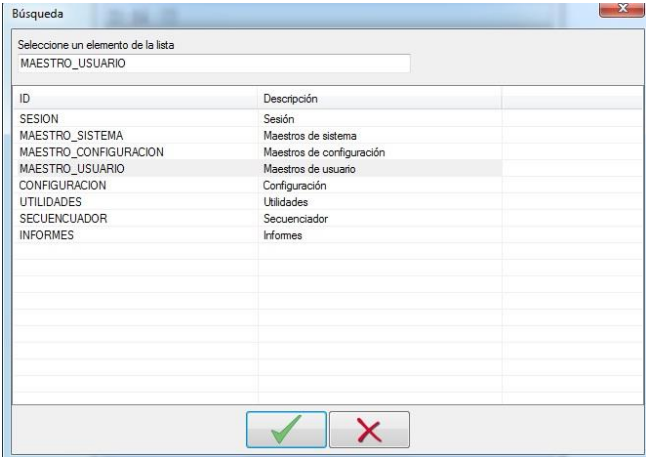 Búsqueda
Seleccione un elemento de la lista
MAESTRO_USUARIO
ID Descripción
SESION Sesión
MAESTRO_SISTEMA Maestros de sistema
MAESTRO_CONFIGURACION Maestros de configuración
MAESTRO_USUARIO Maestros de usuario
CONFIGURACION Configuración
UTILIDADES Utilidades
SECUENCUADOR Secuenciador
INFORMES Informes